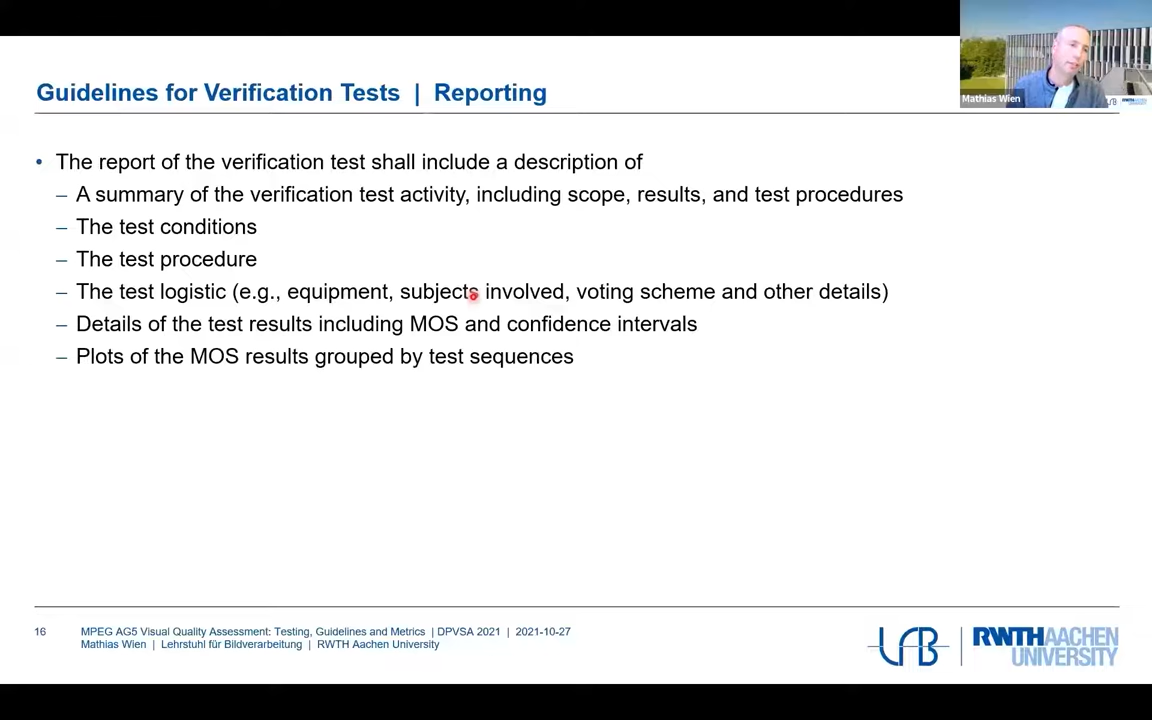 Mathias Wien
Guidelines for Verification Tests | Reporting
• The report of the verification test shall include a description of
– A summary of the verification test activity, including scope, results, and test procedures
– The test conditions
– The test procedure
– The test logistic (e.g., equipment, subjects involved, voting scheme and other details)
– Details of the test results including MOS and confidence intervals
– Plots of the MOS results grouped by test sequences
16
MPEG AG5 Visual Quality Assessment: Testing, Guidelines and Metrics | DPVSA 2021 | 2021-10-27
Mathias Wien | Lehrstuhl für Bildverarbeitung | RWTH Aachen University
LfB
RWTHAACHEN
UNIVERSITY